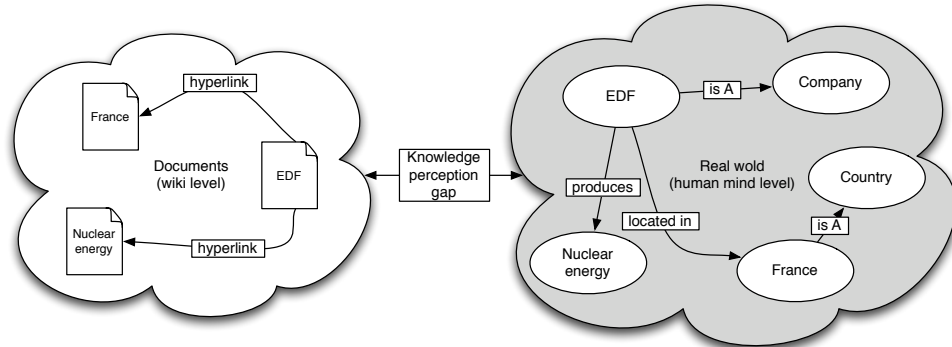 hyperlink
France
Documents
(wiki level)
EDF
Nuclear
energy
hyperlink
Knowledge
perception
gap
EDF
is A
Company
Real wold
(human mind level)
Country
produces
located in
is A
Nuclear
energy
France